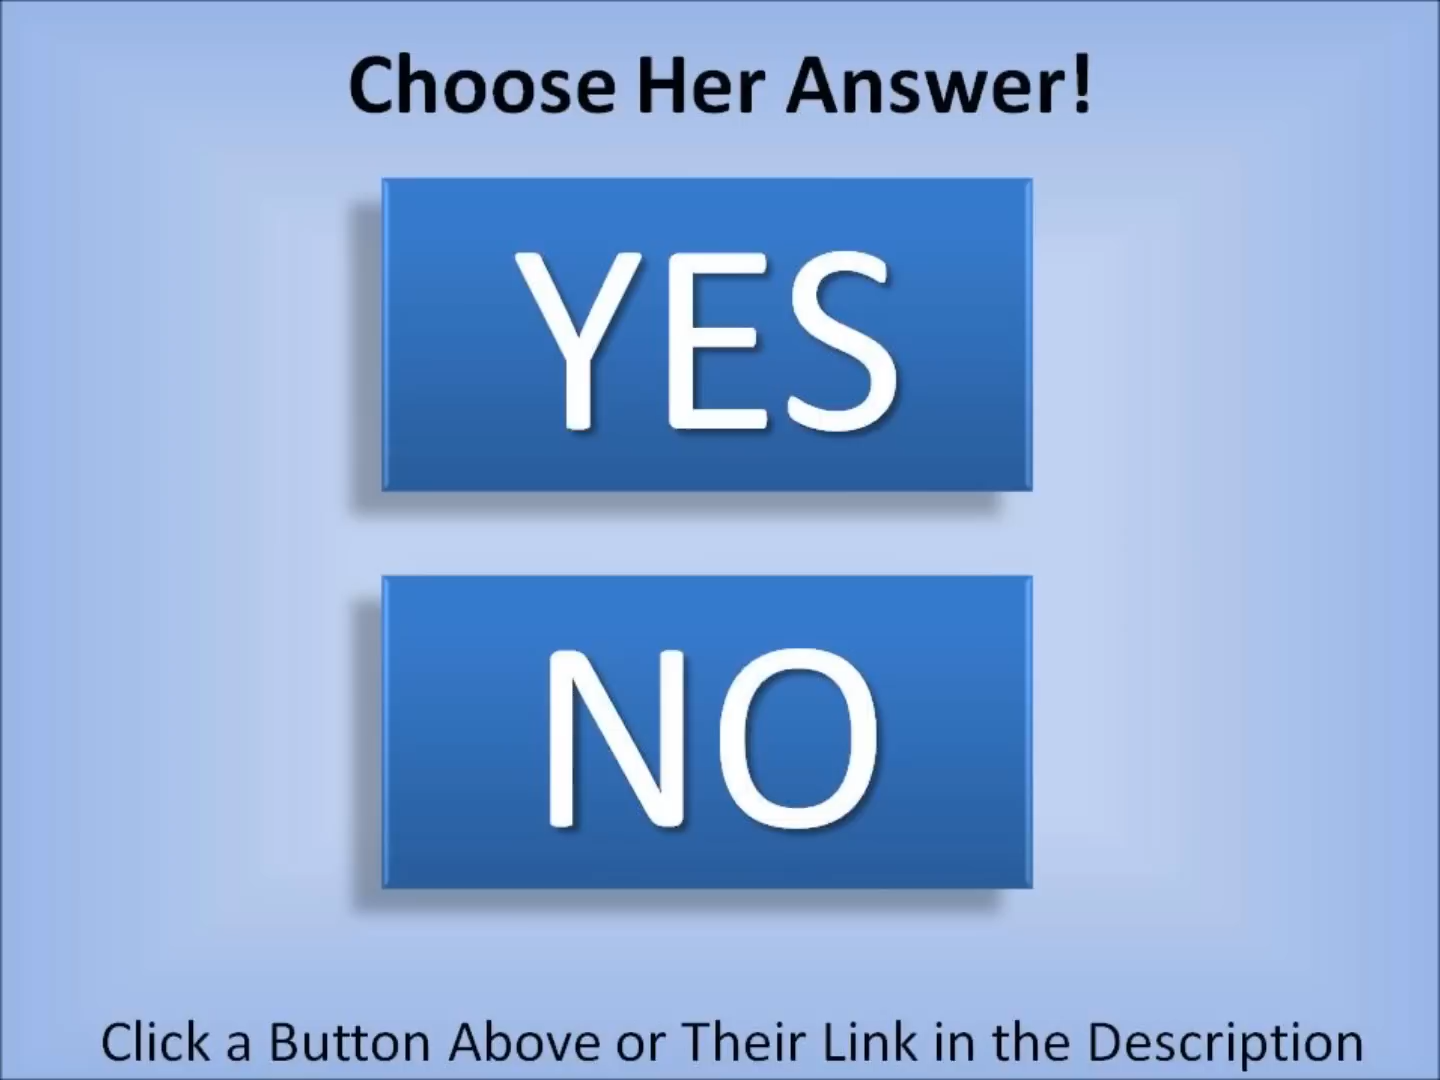 Choose Her Answer!
YES
NO
Click a Button Above or Their Link in the Description